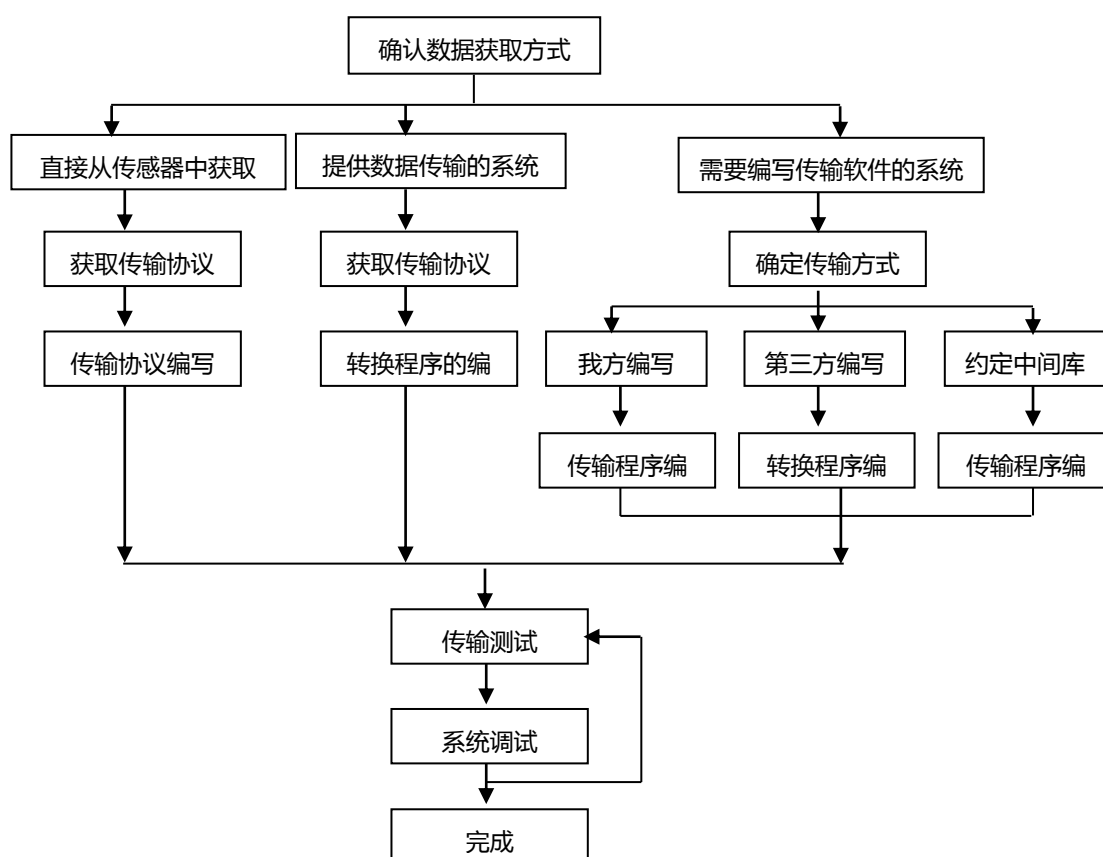 确认数据获取方式
直接从传感器中获取
提供数据传输的系统
需要编写传输软件的系统
获取传输协议
获取传输协议
确定传输方式
传输协议编写
转换程序的编
我方编写
第三方编写
约定中间库
传输程序编
转换程序编
传输程序编
传输测试
系统调试
完成